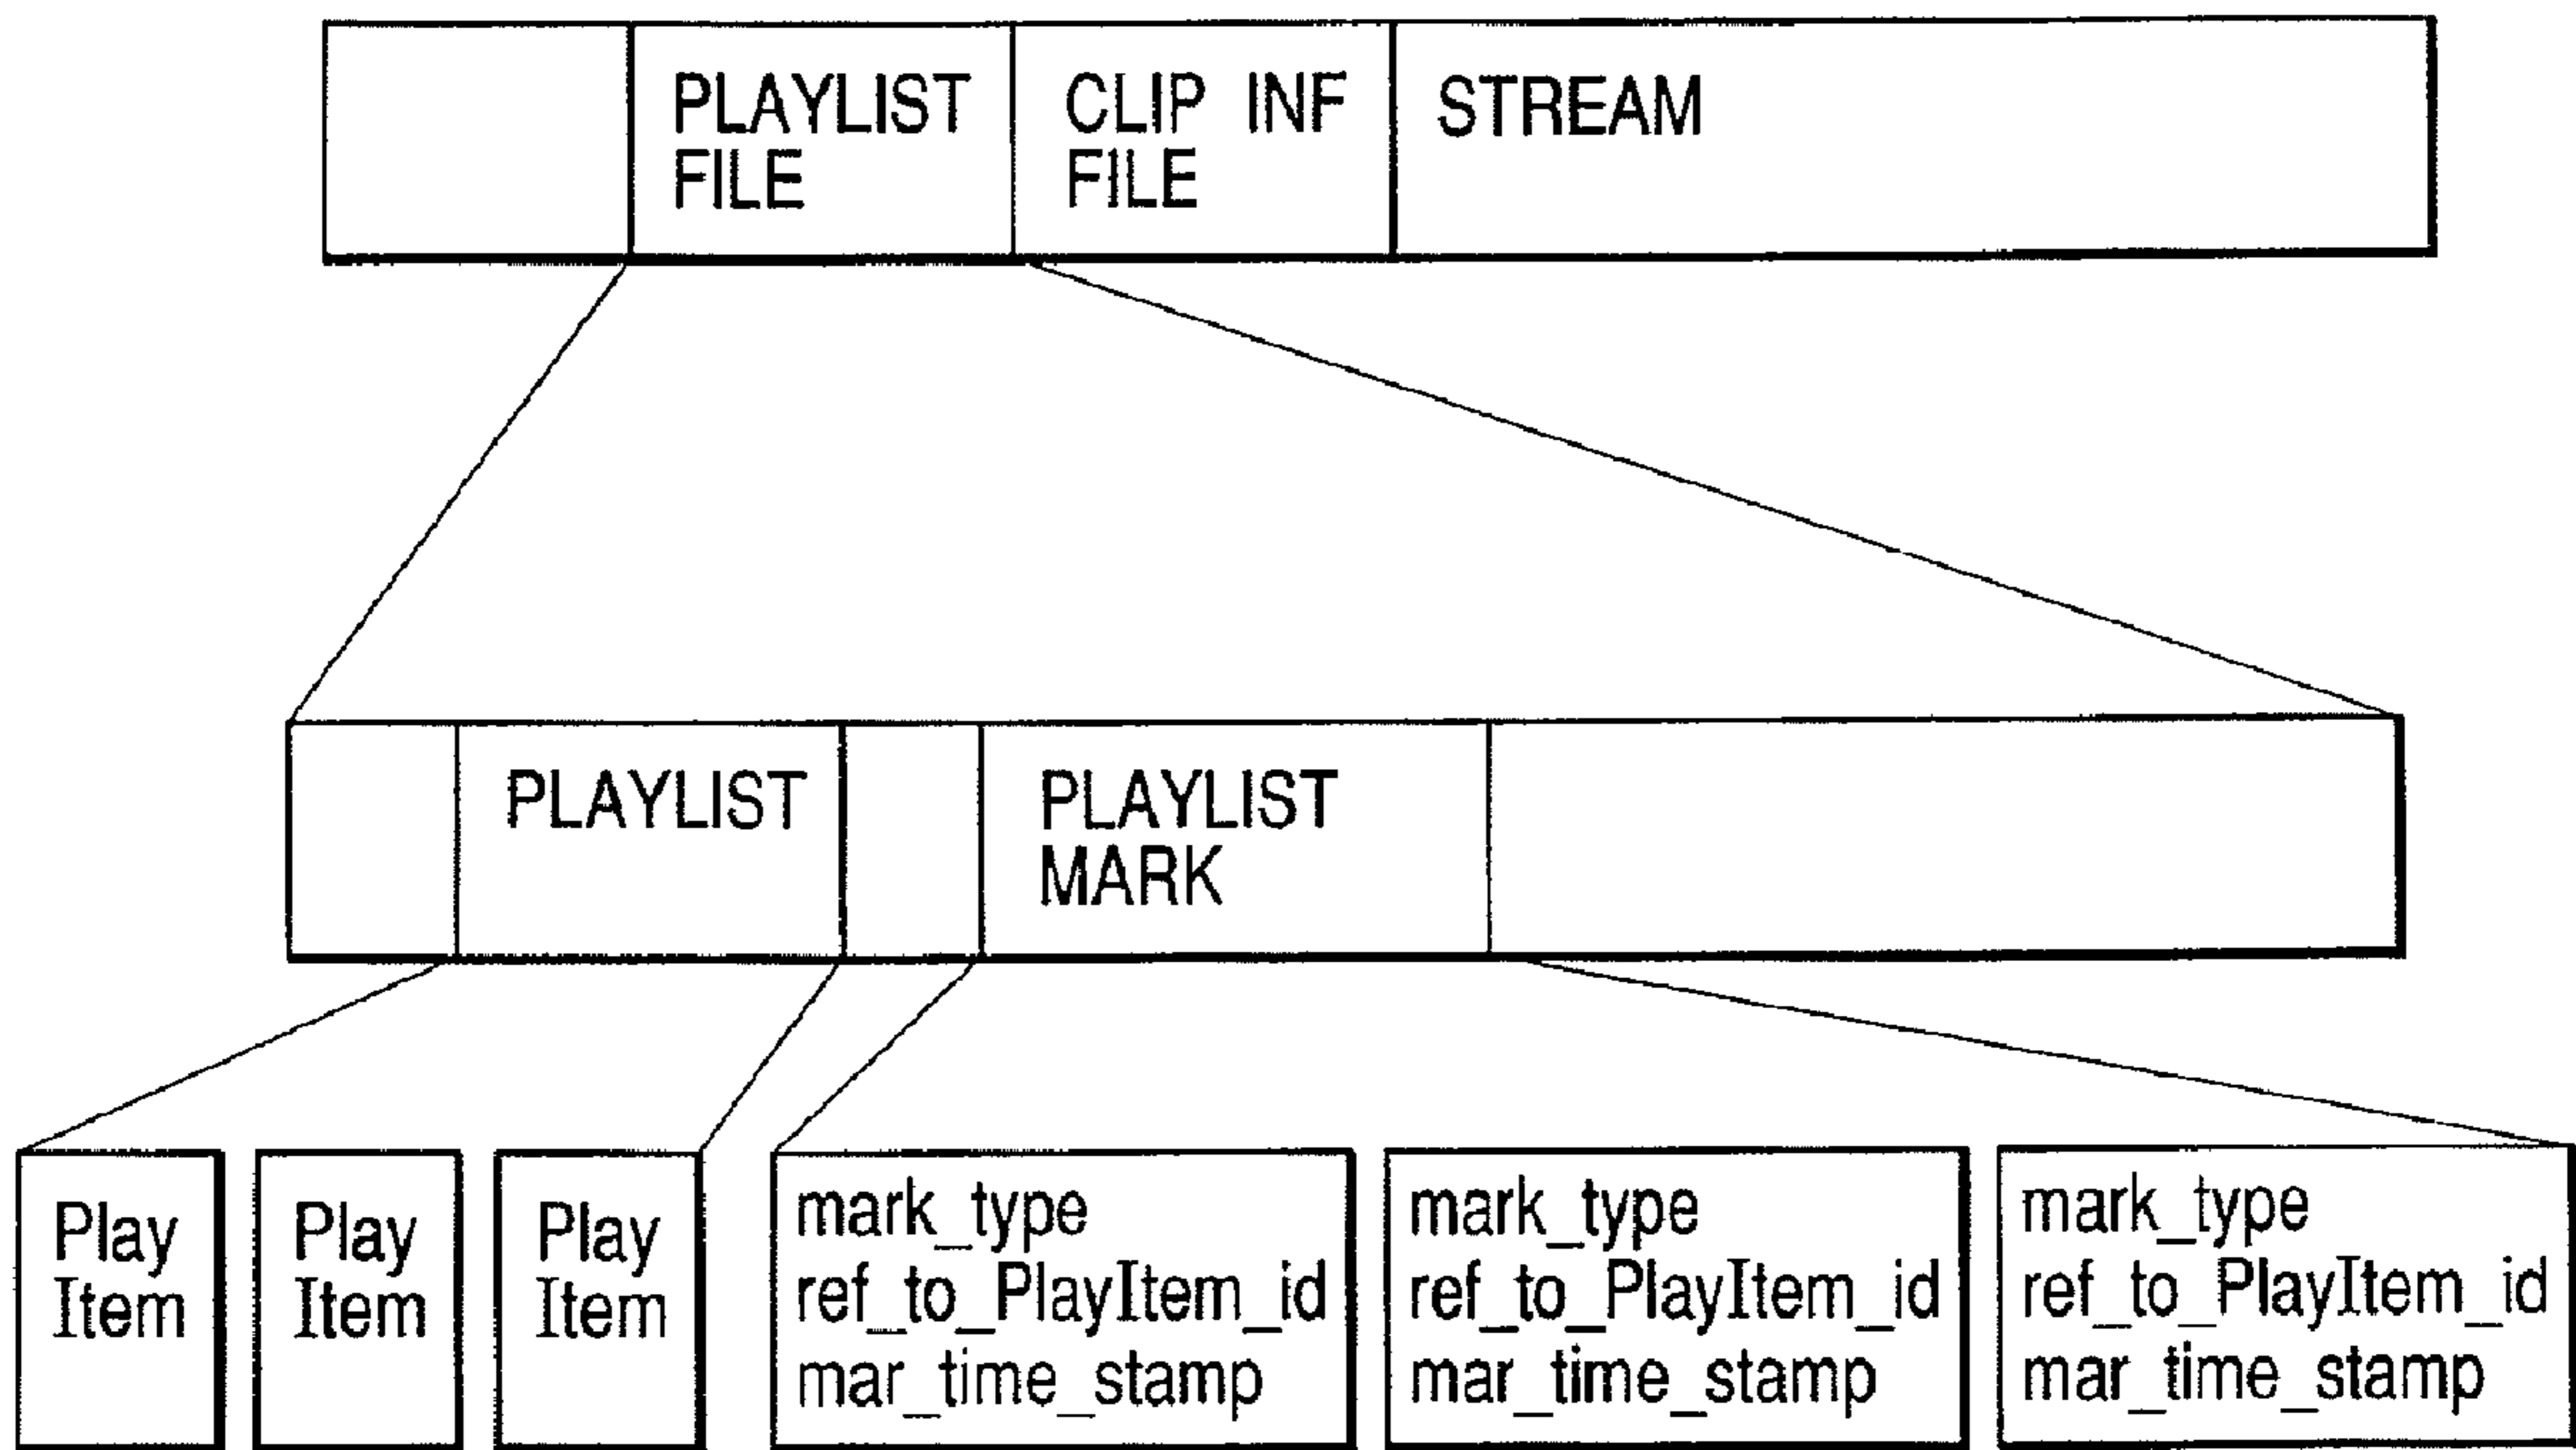 PLAYLIST
FILE
CLIP INF
FILE
STREAM
PLAYLIST
PLAYLIST
MARK
Play
Item
Play
Item
Play
Item
mark_type
ref_to_PlayItem_id
mar_time_stamp
mark_type
ref_to_PlayItem_id
mar_time_stamp
mark_type
ref_to_PlayItem_id
mar_time_stamp